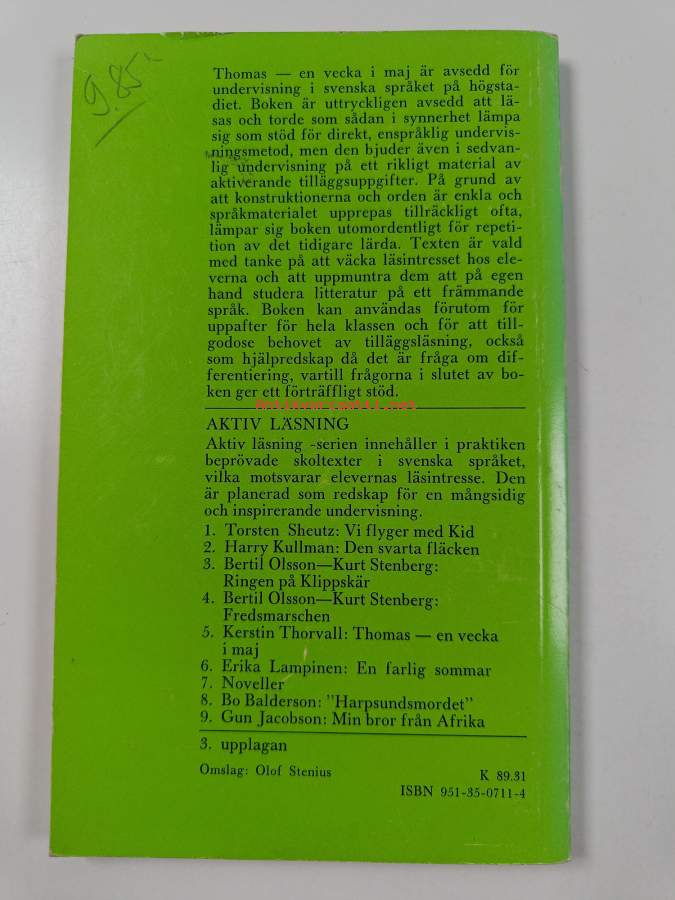 9.85-
Thomas — en vecka i maj är avsedd för
undervisning i svenska språket på högsta-
diet. Boken är uttryckligen avsedd att lä-
sas och torde som sådan i synnerhet lämpa
sig som stöd för direkt, enspråklig undervis-
ningsmetod, men den bjuder även i sedvan-
lig undervisning på ett rikligt material av
aktiverande tilläggsuppgifter. På grund av
att konstruktionerna och orden är enkla och
språkmaterialet upprepas tillräckligt ofta,
lämpar sig boken utomordentligt för repeti-
tion av det tidigare lärda. Texten är vald
med tanke på att väcka läsintresset hos ele-
verna och att uppmuntra dem att på egen
hand studera litteratur på ett främmande
språk. Boken kan användas förutom för
uppafter för hela klassen och för att till-
godose behovet av tilläggsläsning, också
som hjälpredskap då det är fråga om dif-
ferentiering, vartill frågorna i slutet av bo-
ken ger ett förträffligt stöd.
Antikvariaatti.net
AKTIV LÄSNING
Aktiv läsning -serien innehåller i praktiken
beprövade skoltexter i svenska språket,
vilka motsvarar elevernas läsintresse. Den
är planerad som redskap för en mångsidig
och inspirerande undervisning.
1. Torsten Sheutz: Vi flyger med Kid
2. Harry Kullman: Den svarta fläcken
3. Bertil Olsson—Kurt Stenberg:
Ringen på Klippskär
4. Bertil Olsson—Kurt Stenberg:
Fredsmarschen
5. Kerstin Thorvall: Thomas — en vecka
i maj
6. Erika Lampinen: En farlig sommar
7. Noveller
8. Bo Balderson: "Harpsundsmordet"
9. Gun Jacobson: Min bror från Afrika
3. upplagan
Omslag: Olof Stenius
K 89.31
ISBN 951-35-0711-4